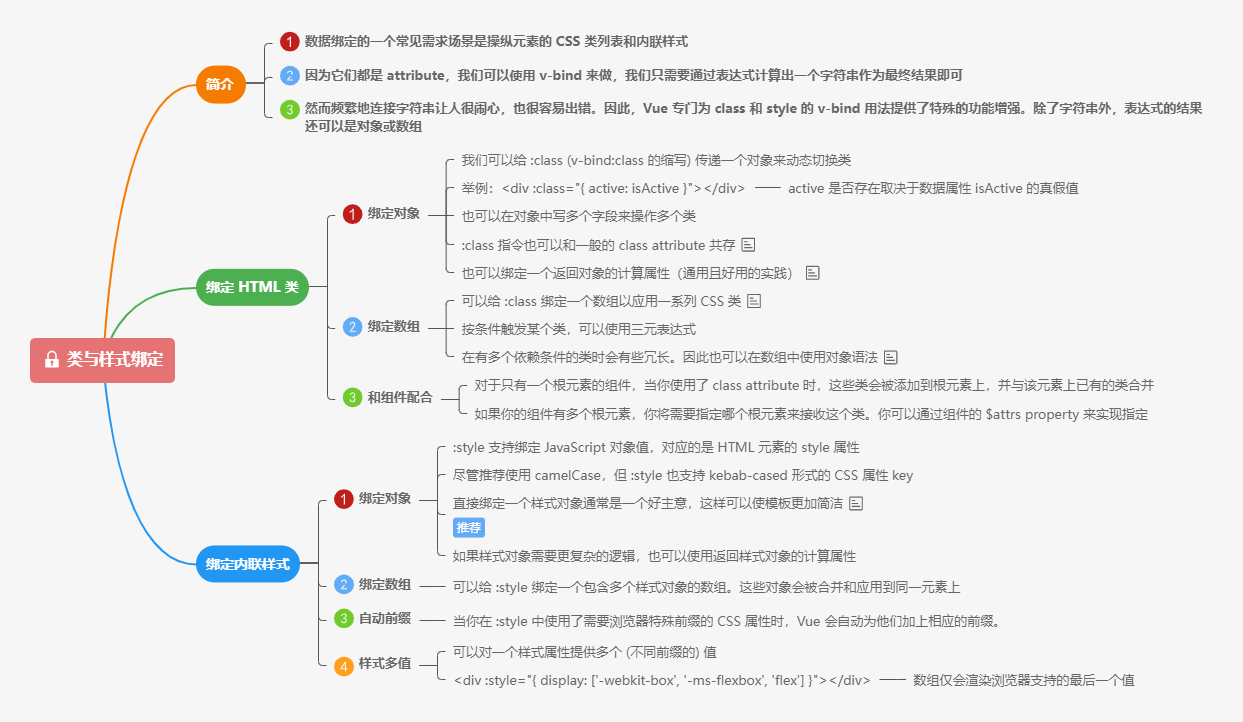 类与样式绑定
简介
1 数据绑定的一个常见需求场景是操纵元素的 CSS 类列表和内联样式
2 因为它们都是 attribute，我们可以使用 v-bind 来做，我们只需要通过表达式计算出一个字符串作为最终结果即可
3 然而频繁地连接字符串让人很闹心，也很容易出错。因此，Vue 专门为 class 和 style 的 v-bind 用法提供了特殊的功能增强。除了字符串外，表达式的结果
还可以是对象或数组
绑定 HTML 类
1 绑定对象
我们可以给 :class (v-bind:class 的缩写) 传递一个对象来动态切换类
举例：<div :class="{ active: isActive }"></div> active 是否存在取决于数据属性 isActive 的真假值
也可以在对象中写多个字段来操作多个类
:class 指令也可以和一般的 class attribute 共存
也可以绑定一个返回对象的计算属性（通用且好用的实践）
2 绑定数组
可以给 :class 绑定一个数组以应用一系列 CSS 类
按条件触发某个类，可以使用三元表达式
在有多个依赖条件的类时会有些冗长。因此也可以在数组中使用对象语法
3 和组件配合
对于只有一个根元素的组件，当你使用了 class attribute 时，这些类会被添加到根元素上，并与该元素上已有的类合并
如果你的组件有多个根元素，你将需要指定哪个根元素来接收这个类。你可以通过组件的 $attrs property 来实现指定
绑定内联样式
1 绑定对象
:style 支持绑定 JavaScript 对象值，对应的是 HTML 元素的 style 属性
尽管推荐使用 camelCase，但 :style 也支持 kebab-cased 形式的 CSS 属性 key
直接绑定一个样式对象通常是一个好主意，这样可以使模板更加简洁
推荐
如果样式对象需要更复杂的逻辑，也可以使用返回样式对象的计算属性
2 绑定数组
可以给 :style 绑定一个包含多个样式对象的数组。这些对象会被合并和应用到同一元素上
3 自动前缀
当你在 :style 中使用了需要浏览器特殊前缀的 CSS 属性时，Vue 会自动为他们加上相应的前缀。
4 样式多值
可以对一个样式属性提供多个 (不同前缀的) 值
<div :style="{ display: ['-webkit-box', '-ms-flexbox', 'flex'] }"></div> 数组仅会渲染浏览器支持的最后一个值